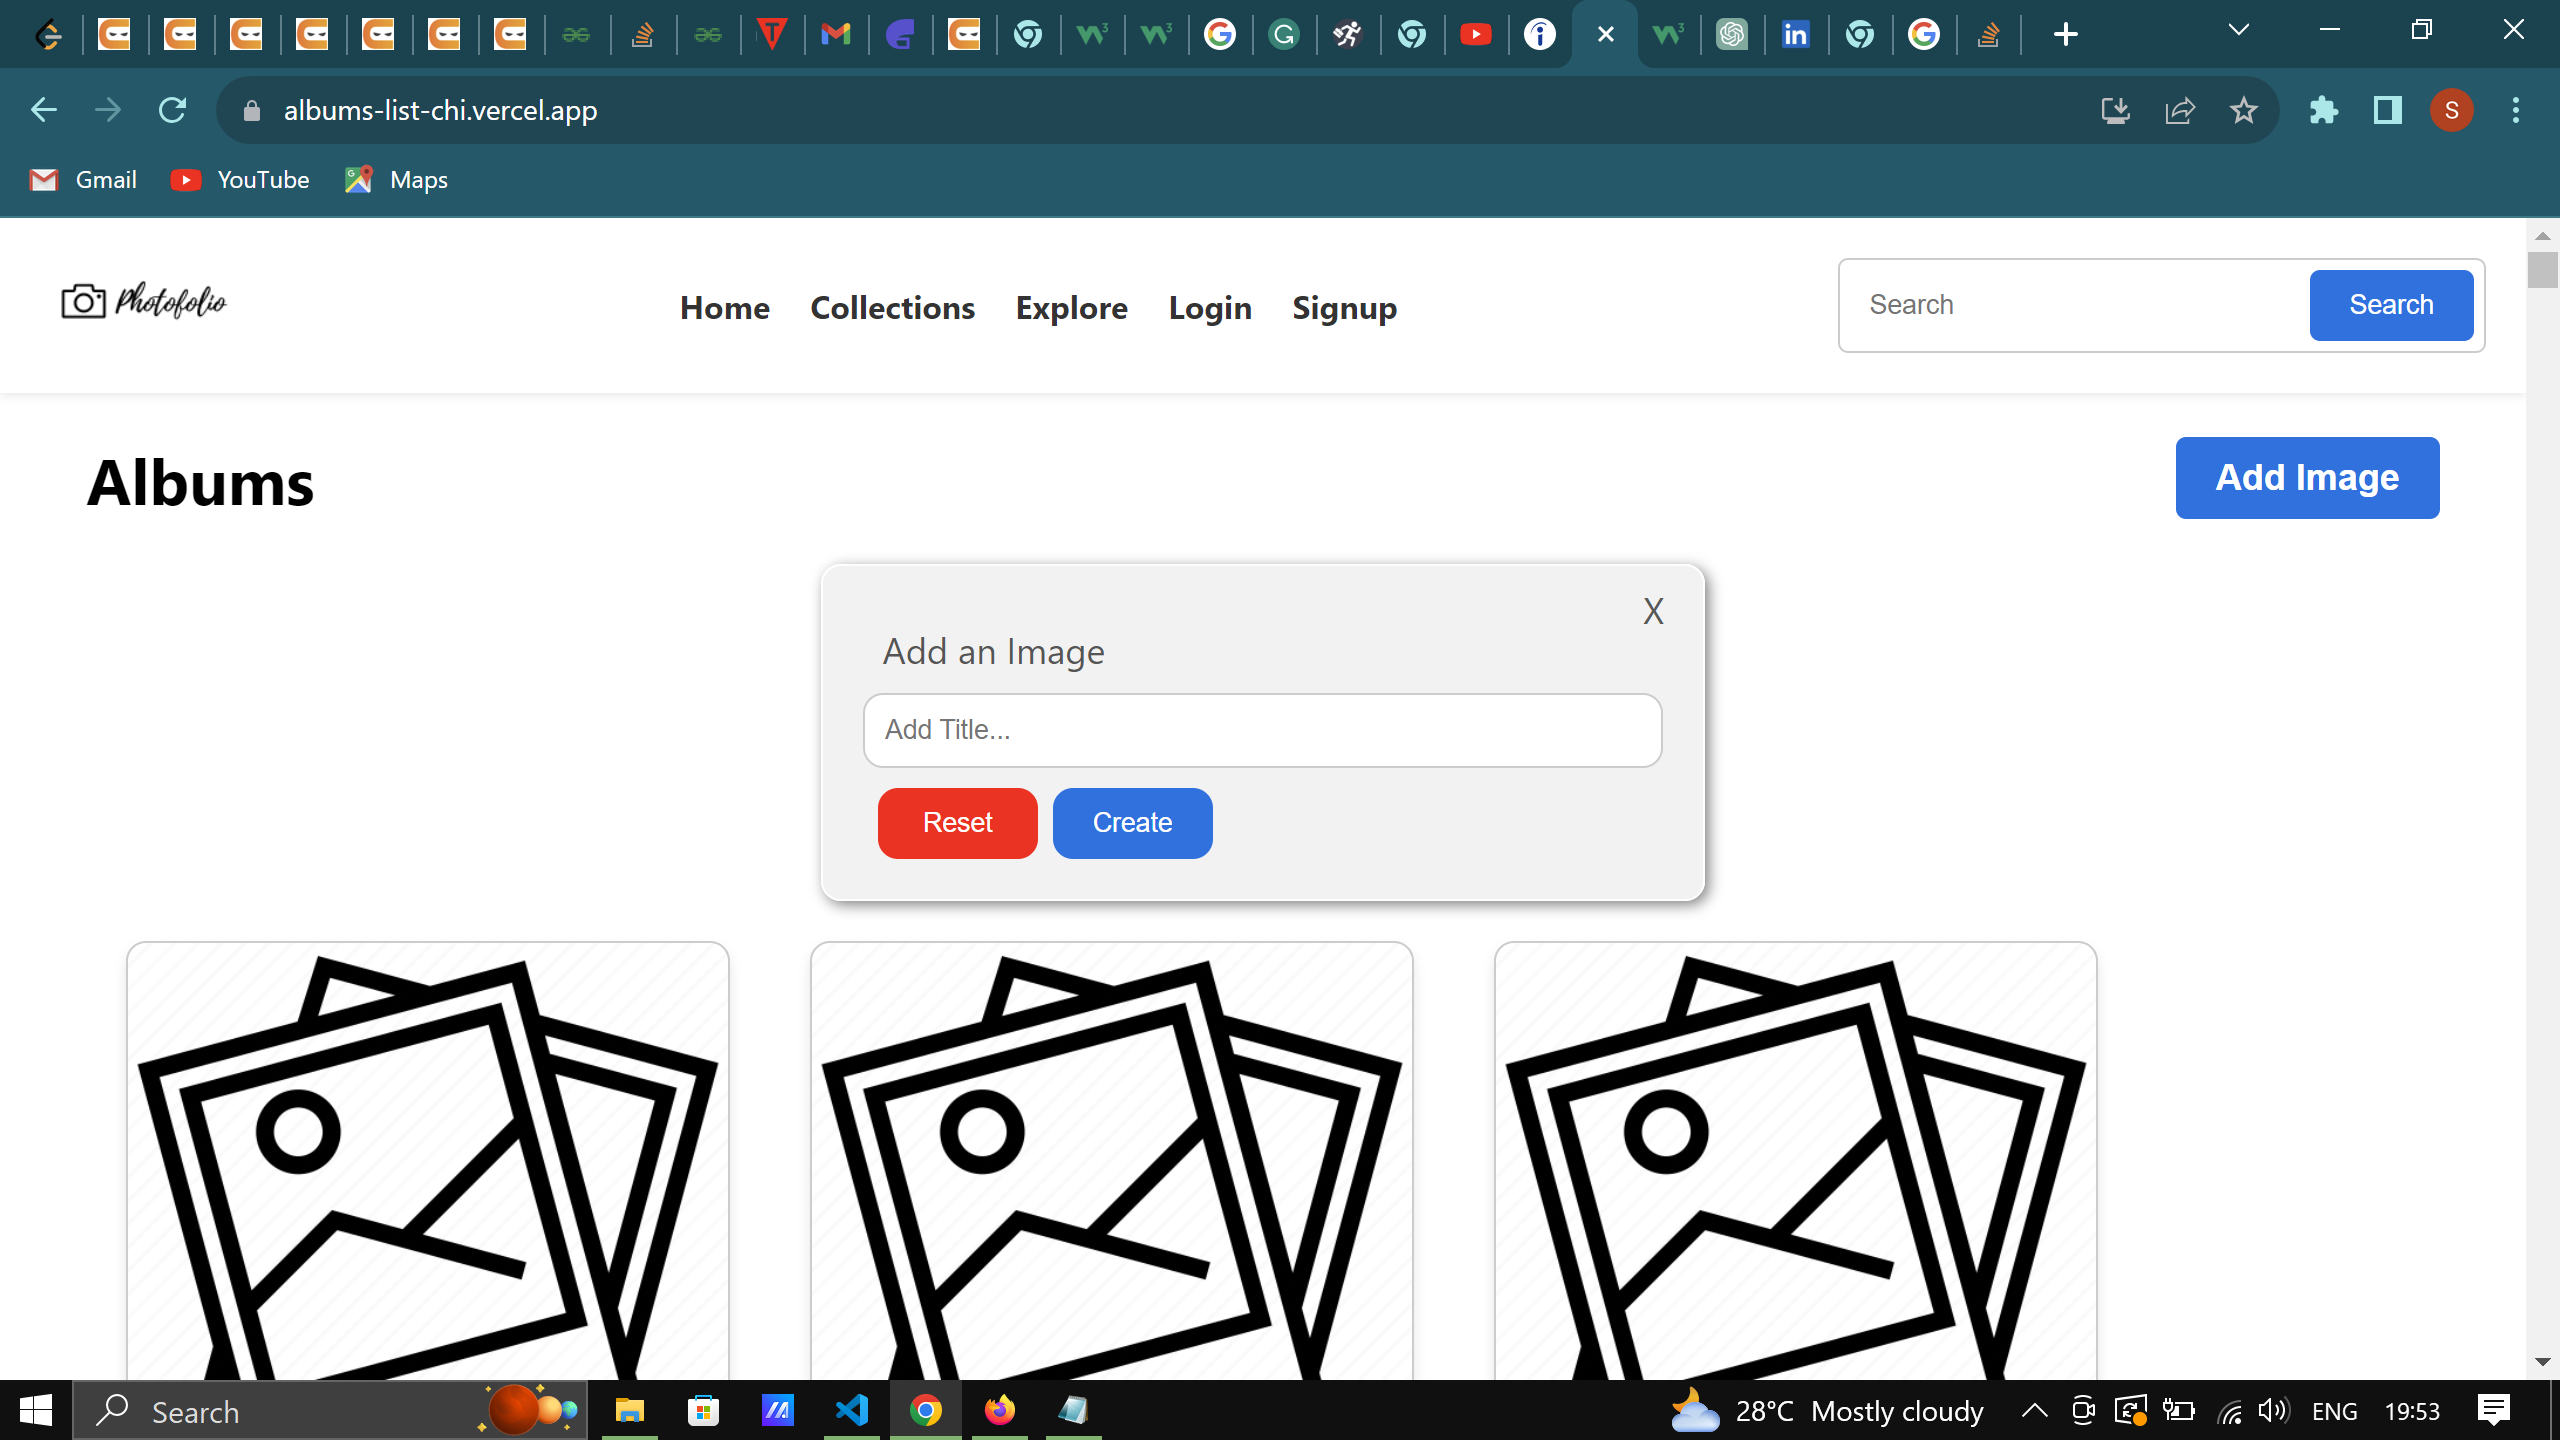 albums-list-chi.vercel.app
S
Gmail
YouTube
Maps
Photofolio
Home
Collections
Explore
Login
Signup
Search
Search
Albums
Add Image
X
Add an Image
Add Title...
Reset
Create
Search
28°C Mostly cloudy
ENG
19:53